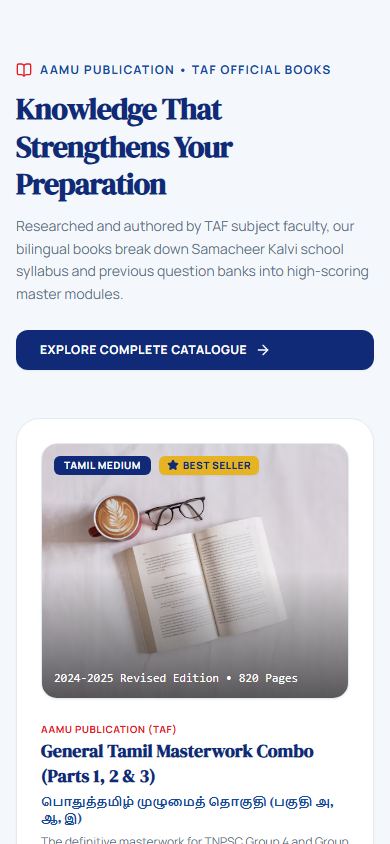 AAMU PUBLICATION • TAF OFFICIAL BOOKS
Knowledge That
Strengthens Your
Preparation
Researched and authored by TAF subject faculty, our
bilingual books break down Samacheer Kalvi school
syllabus and previous question banks into high-scoring
master modules.
EXPLORE COMPLETE CATALOGUE →
TAMIL MEDIUM
★ BEST SELLER
2024-2025 Revised Edition • 820 Pages
AAMU PUBLICATION (TAF)
General Tamil Masterwork Combo
(Parts 1, 2 & 3)
பொதுத்தமிழ் முழுமைத் தொகுதி (பகுதி அ,
ஆ, இ)
The definitive masterwork for TNPSC Group 4 and Group